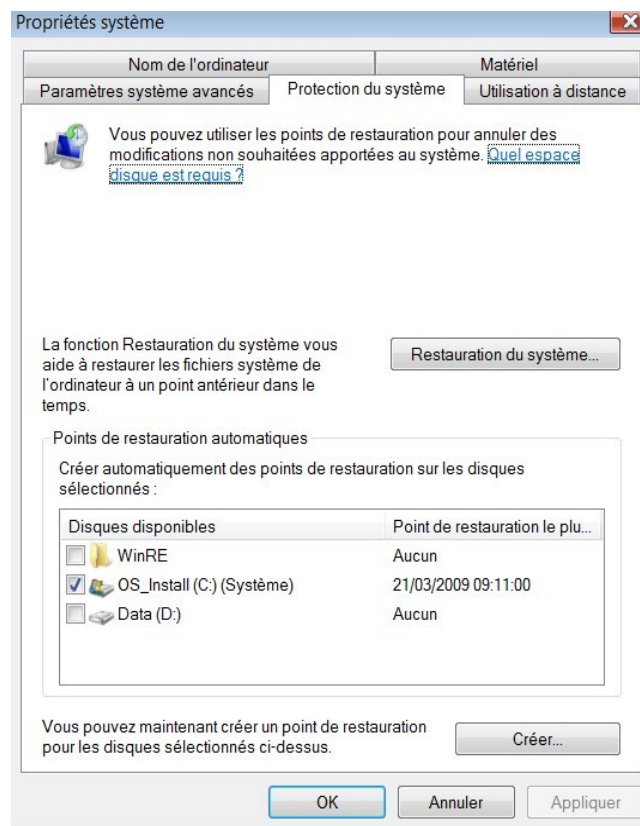 Propriétés système
Nom de l'ordinateur
Matériel
Paramètres système avancés
Protection du système
Utilisation à distance
Vous pouvez utiliser les points de restauration pour annuler des
modifications non souhaitées apportées au système. Quel espace
disque est requis ?
La fonction Restauration du système vous
aide à restaurer les fichiers système de
l'ordinateur à un point antérieur dans le
temps.
Restauration du système...
Points de restauration automatiques
Créer automatiquement des points de restauration sur les disques
sélectionnés :
Disques disponibles
Point de restauration le plu...
WinRE
Aucun
OS_Install (C:) (Système)
21/03/2009 09:11:00
Data (D:)
Aucun
Vous pouvez maintenant créer un point de restauration
pour les disques sélectionnés ci-dessus.
Créer...
OK
Annuler
Appliquer